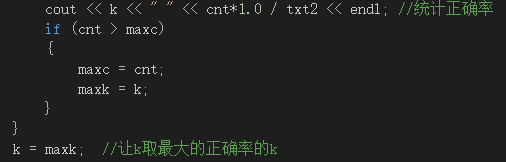 cout << k << " " << cnt*1.0 / txt2 << endl; //统计正确率
if (cnt > maxc)
{
maxc = cnt;
maxk = k;
}
}
k = maxk; //让k取最大的正确率的k